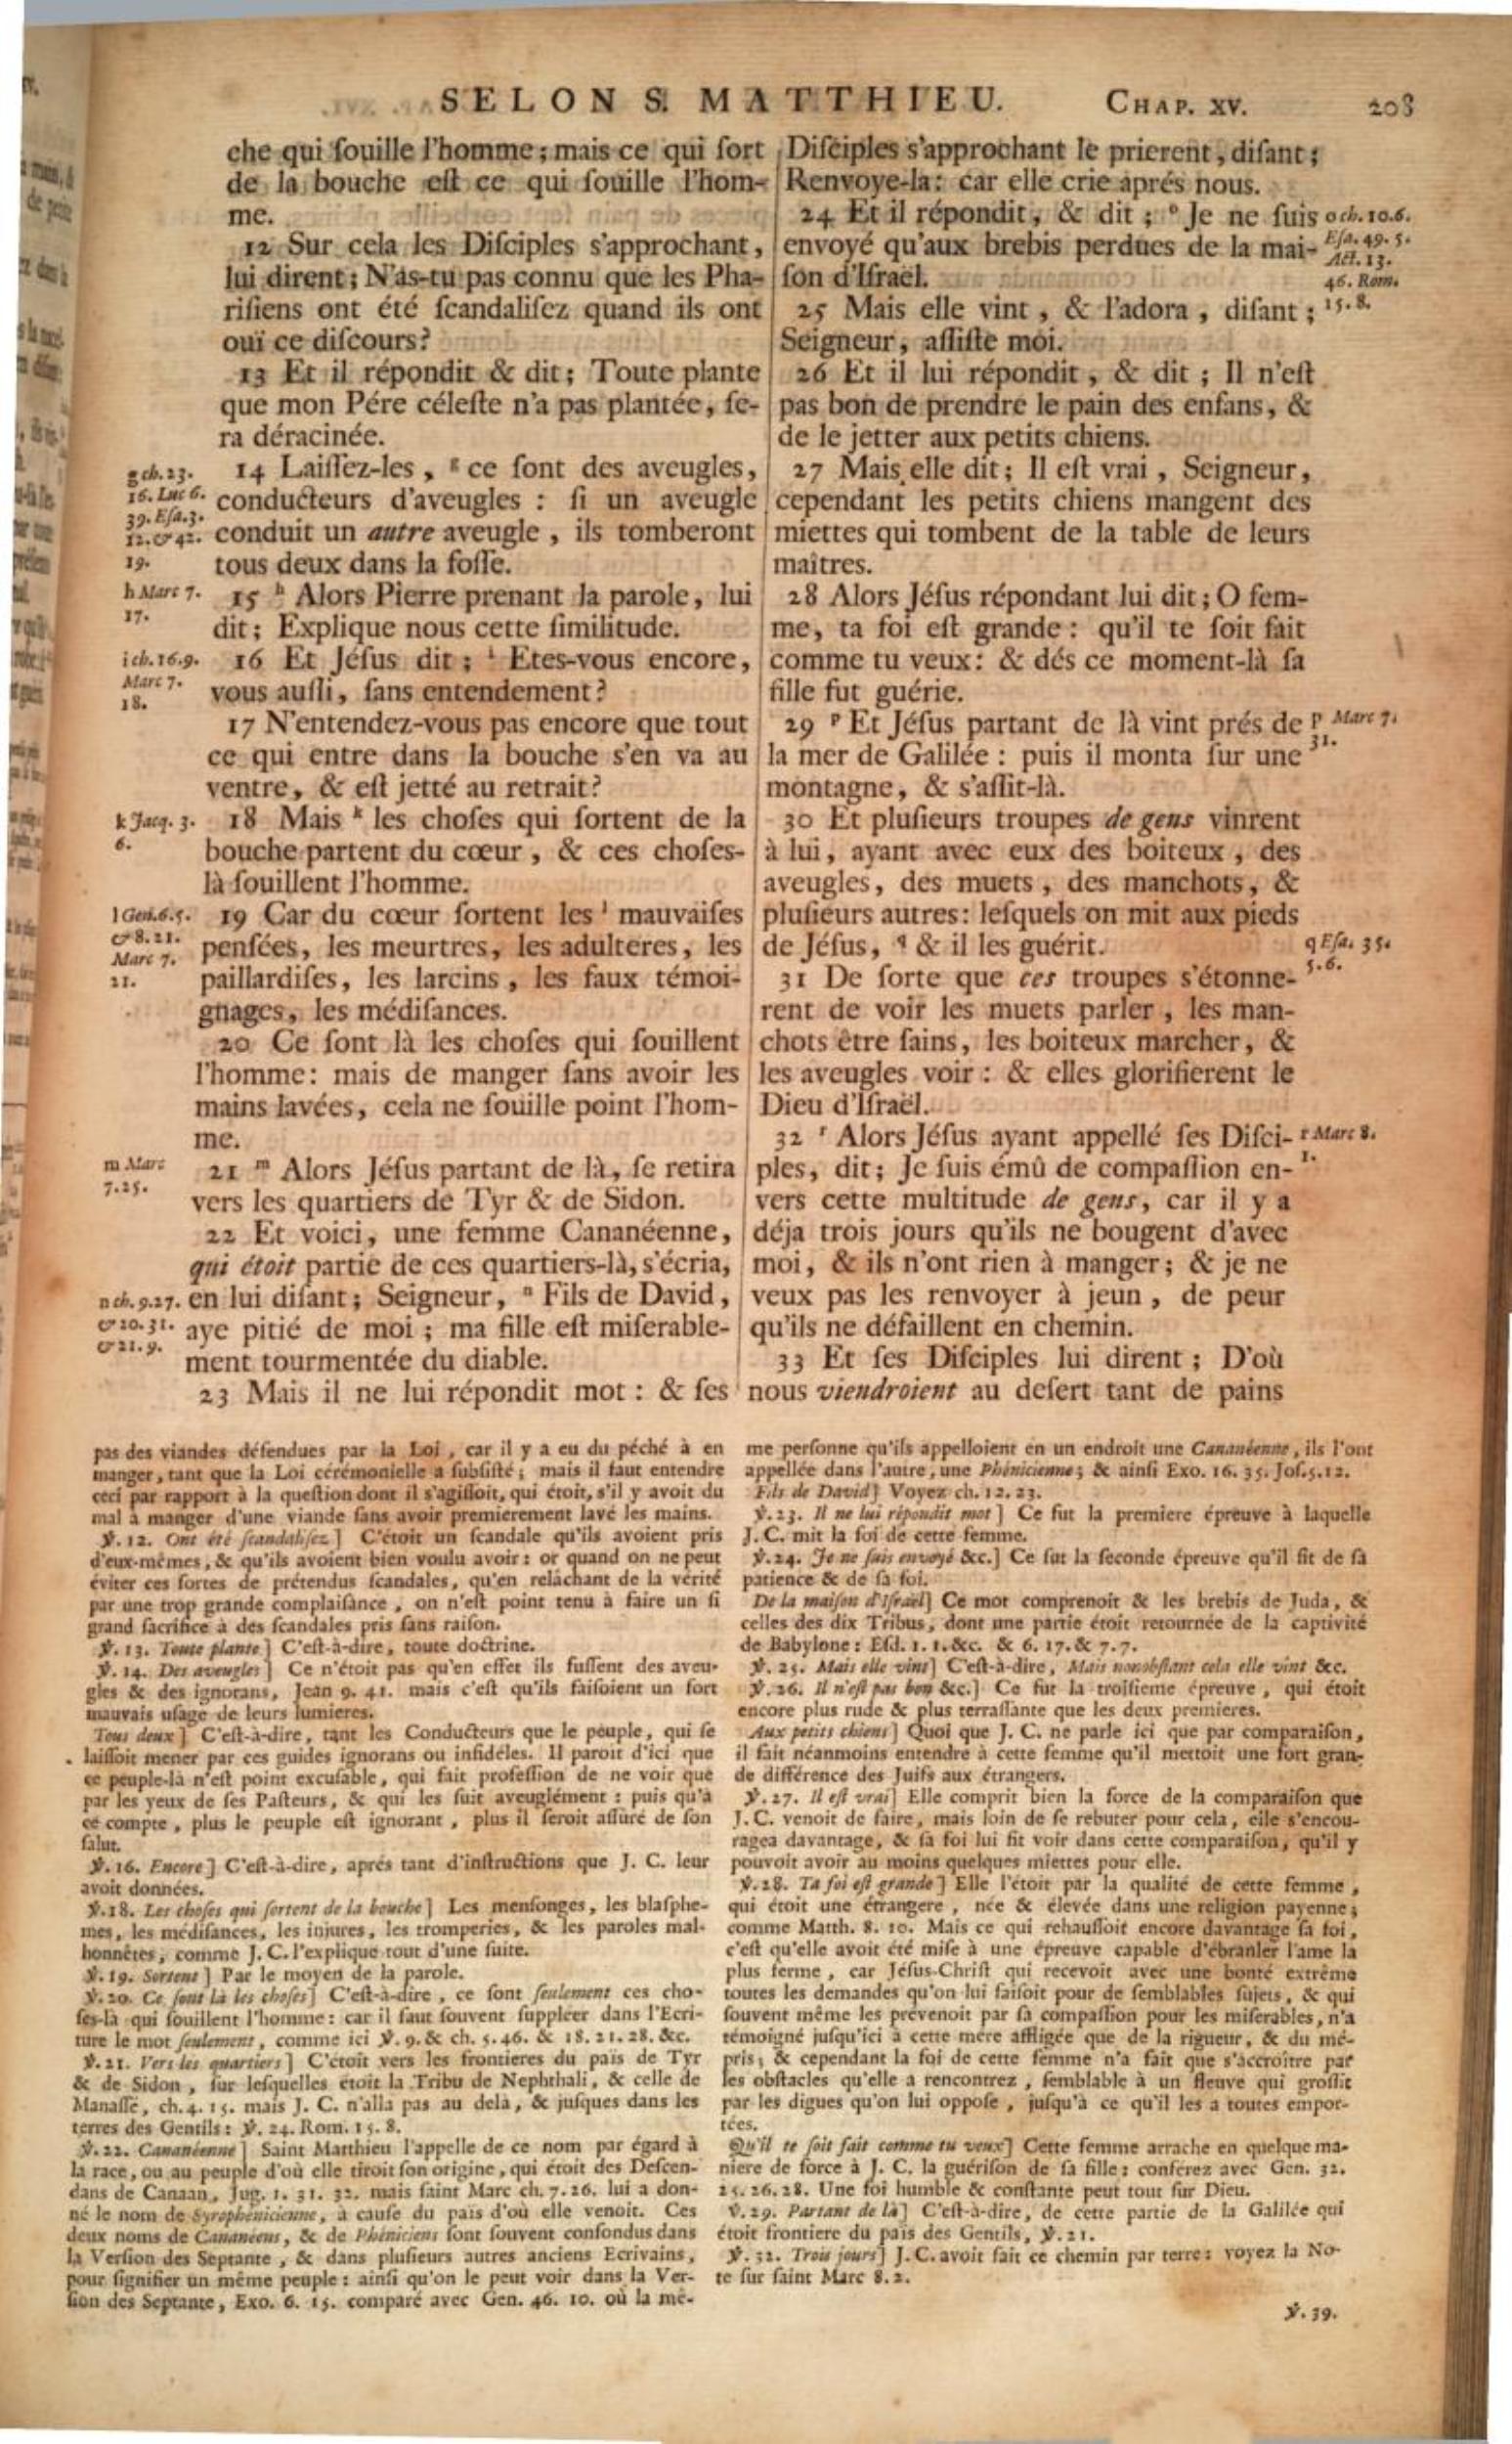 SELON S. MATTHIEU. CHAP. XV. 208
che qui ſouille l'homme; mais ce qui ſort
de la bouche eſt ce qui ſouille l'hom-
me.
12 Sur cela les Diſciples s'approchant,
lui dirent; N'as-tu pas connu que les Pha-
riſiens ont été ſcandaliſez quand ils ont
ouï ce diſcours?
13 Et il répondit & dit; Toute plante
que mon Pére céleſte n'a pas plantée, ſe-
ra déracinée.
g ch. 23.
16. Luc 6.
39. Eſa. 3.
12. & 42.
19.
14 Laiſſez-les, g ce ſont des aveugles,
conducteurs d'aveugles : ſi un aveugle
conduit un autre aveugle, ils tomberont
tous deux dans la foſſe.
h Marc 7.
17.
15 h Alors Pierre prenant la parole, lui
dit; Explique nous cette ſimilitude.
i ch. 16. 9.
Marc 7.
18.
16 Et Jéſus dit; i Etes-vous encore,
vous auſſi, ſans entendement?
17 N'entendez-vous pas encore que tout
ce qui entre dans la bouche s'en va au
ventre, & eſt jetté au retrait?
k Jacq. 3.
6.
18 Mais k les choſes qui ſortent de la
bouche partent du cœur, & ces choſes-
là ſouillent l'homme.
l Gen. 6. 5.
& 8. 21.
Marc 7.
21.
19 Car du cœur ſortent les l mauvaiſes
penſées, les meurtres, les adulteres, les
paillardiſes, les larcins, les faux témoi-
gnages, les médiſances.
20 Ce ſont là les choſes qui ſouillent
l'homme: mais de manger ſans avoir les
mains lavées, cela ne ſouille point l'hom-
me.
m Marc
7. 25.
21 m Alors Jéſus partant de là, ſe retira
vers les quartiers de Tyr & de Sidon.
22 Et voici, une femme Cananéenne,
qui étoit partie de ces quartiers-là, s'écria,
n ch. 9. 27.
& 20. 31.
& 21. 9.
en lui diſant; Seigneur, n Fils de David,
aye pitié de moi; ma fille eſt miſerable-
ment tourmentée du diable.
23 Mais il ne lui répondit mot : & ſes
Diſciples s'approchant le prierent, diſant;
Renvoye-la: car elle crie aprés nous.
24 Et il répondit, & dit; o Je ne ſuis
envoyé qu'aux brebis perdues de la mai-
ſon d'Iſraël.
o ch. 10. 6.
Eſa. 49. 5.
Act. 13.
46. Rom.
15. 8.
25 Mais elle vint, & l'adora, diſant;
Seigneur, aſſiſte moi.
26 Et il lui répondit, & dit; Il n'eſt
pas bon de prendre le pain des enfans, &
de le jetter aux petits chiens.
27 Mais elle dit; Il eſt vrai, Seigneur,
cependant les petits chiens mangent des
miettes qui tombent de la table de leurs
maîtres.
28 Alors Jéſus répondant lui dit; O fem-
me, ta foi eſt grande : qu'il te ſoit fait
comme tu veux: & dés ce moment-là ſa
fille fut guérie.
29 p Et Jéſus partant de là vint prés de
la mer de Galilée : puis il monta ſur une
montagne, & s'aſſit-là.
p Marc 7.
31.
30 Et pluſieurs troupes de gens vinrent
à lui, ayant avec eux des boiteux, des
aveugles, des muets, des manchots, &
pluſieurs autres: leſquels on mit aux pieds
de Jéſus, q & il les guérit.
q Eſa. 35.
5. 6.
31 De ſorte que ces troupes s'étonne-
rent de voir les muets parler, les man-
chots être ſains, les boiteux marcher, &
les aveugles voir : & elles glorifierent le
Dieu d'Iſraël.
32 r Alors Jéſus ayant appellé ſes Diſci-
r Marc 8.
1.
ples, dit; Je ſuis émû de compaſſion en-
vers cette multitude de gens, car il y a
déja trois jours qu'ils ne bougent d'avec
moi, & ils n'ont rien à manger; & je ne
veux pas les renvoyer à jeun, de peur
qu'ils ne défaillent en chemin.
33 Et ſes Diſciples lui dirent; D'où
nous viendroient au deſert tant de pains
pas des viandes défendues par la Loi, car il y a eu du péché à en
manger, tant que la Loi cérémonielle a ſubſiſté; mais il faut entendre
ceci par rapport à la queſtion dont il s'agiſſoit, qui étoit, s'il y avoit du
mal à manger d'une viande ſans avoir premierement lavé les mains.
℣. 12. Ont été ſcandaliſez] C'étoit un ſcandale qu'ils avoient pris
d'eux-mêmes, & qu'ils avoient bien voulu avoir : or quand on ne peut
éviter ces ſortes de prétendus ſcandales, qu'en relâchant de la vérité
par une trop grande complaiſance, on n'eſt point tenu à faire un ſi
grand ſacrifice à des ſcandales pris ſans raiſon.
℣. 13. Toute plante] C'eſt-à-dire, toute doctrine.
℣. 14. Des aveugles] Ce n'étoit pas qu'en effet ils fuſſent des aveu-
gles & des ignorans, Jean 9. 41. mais c'eſt qu'ils faiſoient un fort
mauvais uſage de leurs lumieres.
Tous deux] C'eſt-à-dire, tant les Conducteurs que le peuple, qui ſe
laiſſoit mener par ces guides ignorans ou infidéles. Il paroit d'ici que
ce peuple-là n'eſt point excuſable, qui fait profeſſion de ne voir que
par les yeux de ſes Paſteurs, & qui les ſuit aveuglément : puis qu'à
ce compte, plus le peuple eſt ignorant, plus il ſeroit aſſuré de ſon
ſalut.
℣. 16. Encore] C'eſt-à-dire, aprés tant d'inſtructions que J. C. leur
avoit données.
℣. 18. Les choſes qui ſortent de la bouche] Les menſonges, les blaſphe-
mes, les médiſances, les injures, les tromperies, & les paroles mal-
honnêtes, comme J. C. l'explique tout d'une ſuite.
℣. 19. Sortent] Par le moyen de la parole.
℣. 20. Ce ſont là les choſes] C'eſt-à-dire, ce ſont ſeulement ces cho-
ſes-là qui ſouillent l'homme: car il faut ſouvent ſuppléer dans l'Ecri-
ture le mot ſeulement, comme ici ℣. 9. & ch. 5. 46. & 18. 21. 28. &c.
℣. 21. Vers les quartiers] C'étoit vers les frontieres du païs de Tyr
& de Sidon, ſur leſquelles étoit la Tribu de Nephthali, & celle de
Manaſſé, ch. 4. 15. mais J. C. n'alla pas au delà, & juſques dans les
terres des Gentils : ℣. 24. Rom. 15. 8.
℣. 22. Cananéenne] Saint Matthieu l'appelle de ce nom par égard à
la race, ou au peuple d'où elle tiroit ſon origine, qui étoit des Deſcen-
dans de Canaan, Jug. 1. 31. 32. mais ſaint Marc ch. 7. 26. lui a don-
né le nom de Syrophénicienne, à cauſe du païs d'où elle venoit. Ces
deux noms de Cananéens, & de Phéniciens ſont ſouvent confondus dans
la Verſion des Septante, & dans pluſieurs autres anciens Ecrivains,
pour ſignifier un même peuple : ainſi qu'on le peut voir dans la Ver-
ſion des Septante, Exo. 6. 15. comparé avec Gen. 46. 10. où la mê-
me perſonne qu'ils appelloient en un endroit une Cananéenne, ils l'ont
appellée dans l'autre, une Phénicienne; & ainſi Exo. 16. 35. Joſ. 5. 12.
Fils de David] Voyez ch. 12. 23.
℣. 23. Il ne lui répondit mot] Ce fut la premiere épreuve à laquelle
J. C. mit la foi de cette femme.
℣. 24. Je ne ſuis envoyé &c.] Ce fut la ſeconde épreuve qu'il fit de ſa
patience & de ſa foi.
De la maiſon d'Iſraël] Ce mot comprenoit & les brebis de Juda, &
celles des dix Tribus, dont une partie étoit retournée de la captivité
de Babylone : Eſd. 1. 1. &c. & 6. 17. & 7. 7.
℣. 25. Mais elle vint] C'eſt-à-dire, Mais nonobſtant cela elle vint &c.
℣. 26. Il n'eſt pas bon &c.] Ce fut la troiſieme épreuve, qui étoit
encore plus rude & plus terraſſante que les deux premieres.
Aux petits chiens] Quoi que J. C. ne parle ici que par comparaiſon,
il fait néanmoins entendre à cette femme qu'il mettoit une fort gran-
de différence des Juifs aux étrangers.
℣. 27. Il eſt vrai] Elle comprit bien la force de la comparaiſon que
J. C. venoit de faire, mais loin de ſe rebuter pour cela, elle s'encou-
ragea davantage, & ſa foi lui fit voir dans cette comparaiſon, qu'il y
pouvoit avoir au moins quelques miettes pour elle.
℣. 28. Ta foi eſt grande] Elle l'étoit par la qualité de cette femme,
qui étoit une étrangere, née & élevée dans une religion payenne;
comme Matth. 8. 10. Mais ce qui rehauſſoit encore davantage ſa foi,
c'eſt qu'elle avoit été miſe à une épreuve capable d'ébranler l'ame la
plus ferme, car Jéſus-Chriſt qui recevoit avec une bonté extrême
toutes les demandes qu'on lui faiſoit pour de ſemblables ſujets, & qui
ſouvent même les prévenoit par ſa compaſſion pour les miſerables, n'a
témoigné juſqu'ici à cette mére affligée que de la rigueur, & du mé-
pris; & cependant la foi de cette femme n'a fait que s'accroître par
les obſtacles qu'elle a rencontrez, ſemblable à un fleuve qui groſſit
par les digues qu'on lui oppoſe, juſqu'à ce qu'il les a toutes empor-
tées.
Qu'il te ſoit fait comme tu veux] Cette femme arrache en quelque ma-
niere de force à J. C. la guériſon de ſa fille : conférez avec Gen. 32.
25. 26. 28. Une foi humble & conſtante peut tout ſur Dieu.
℣. 29. Partant de là] C'eſt-à-dire, de cette partie de la Galilée qui
étoit frontiere du païs des Gentils, ℣. 21.
℣. 32. Trois jours] J. C. avoit fait ce chemin par terre : voyez la No-
te ſur ſaint Marc 8. 2.
℣. 39.